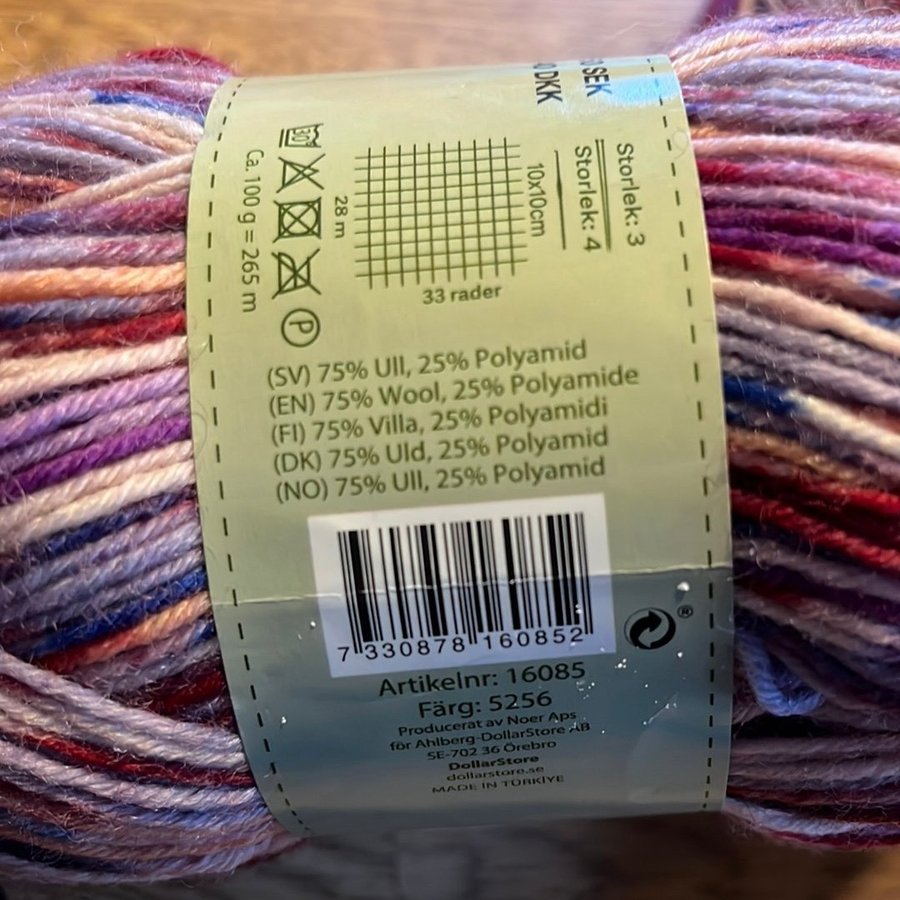 0 SEK
0 DKK
Storlek: 3
Storlek: 4
10x10cm
28 m
33 rader
30
P
Ca. 100 g = 265 m
(SV) 75% Ull, 25% Polyamid
(EN) 75% Wool, 25% Polyamide
(FI) 75% Villa, 25% Polyamidi
(DK) 75% Uld, 25% Polyamid
(NO) 75% Ull, 25% Polyamid
7 330878 160852
®
Artikelnr: 16085
Färg: 5256
Producerat av Noer Aps
för Ahlberg-DollarStore AB
SE-702 36 Örebro
DollarStore
dollarstore.se
MADE IN TÜRKİYE